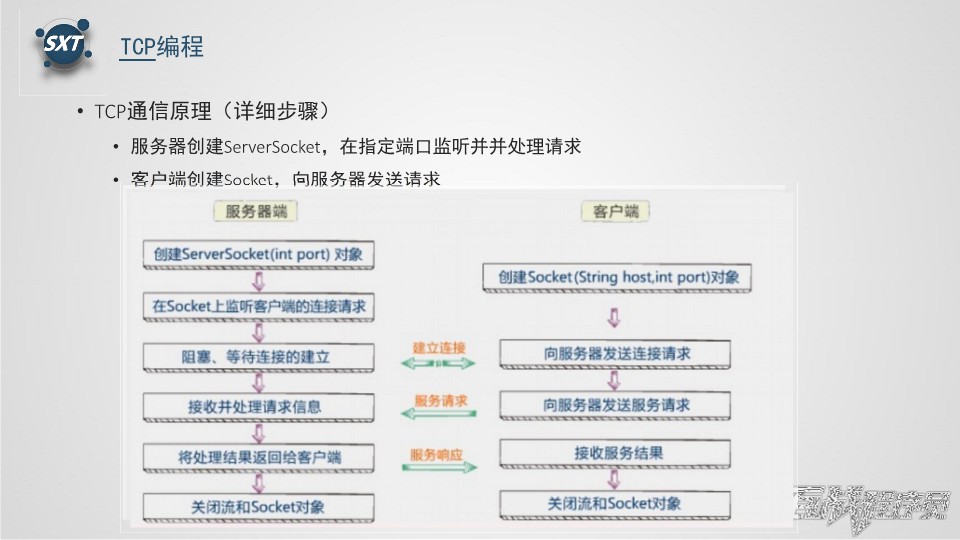 SXT
TCP编程
• TCP通信原理（详细步骤）
• 服务器创建ServerSocket，在指定端口监听并并处理请求
• 客户端创建Socket，向服务器发送请求
服务器端
创建ServerSocket(int port) 对象
在Socket上监听客户端的连接请求
阻塞、等待连接的建立
接收并处理请求信息
将处理结果返回给客户端
关闭流和Socket对象
建立连接
服务请求
服务响应
客户端
创建Socket(String host,int port)对象
向服务器发送连接请求
向服务器发送服务请求
接收服务结果
关闭流和Socket对象